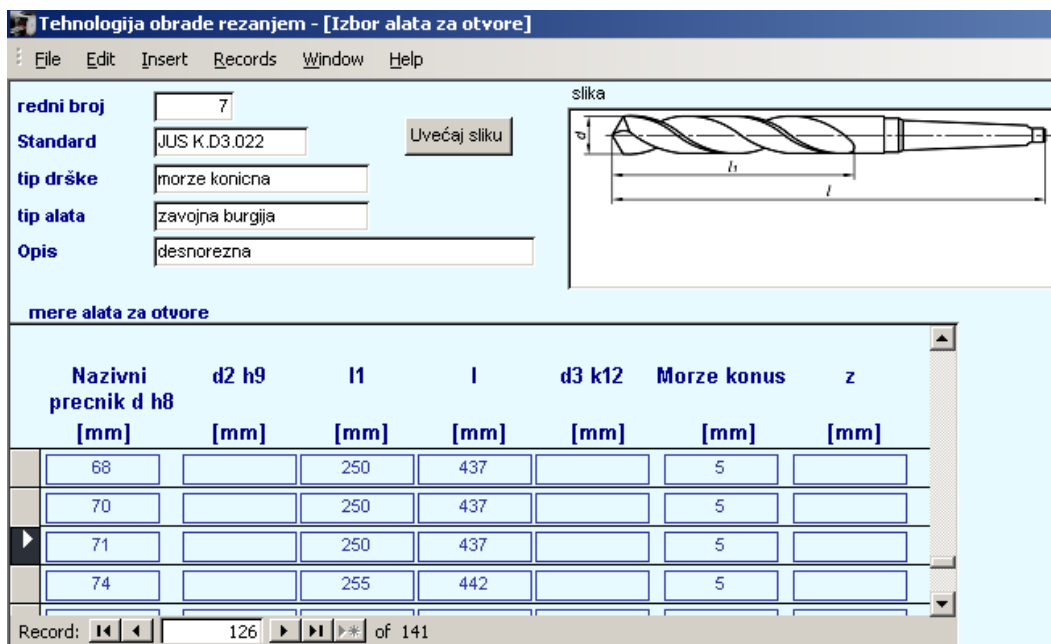 Tehnologija obrade rezanjem - [Izbor alata za otvore]
File Edit Insert Records Window Help
redni broj 7
Standard JUS K.D3.022
tip drške morze konicna
tip alata zavojna burgija
Opis desnorezna
Uvećaj sliku
slika
d
l₁
l
mere alata za otvore
Nazivni precnik d h8 d2 h9 l1 l d3 k12 Morze konus z
[mm] [mm] [mm] [mm] [mm] [mm] [mm]
68 250 437 5
70 250 437 5
71 250 437 5
74 255 442 5
Record: 126 of 141